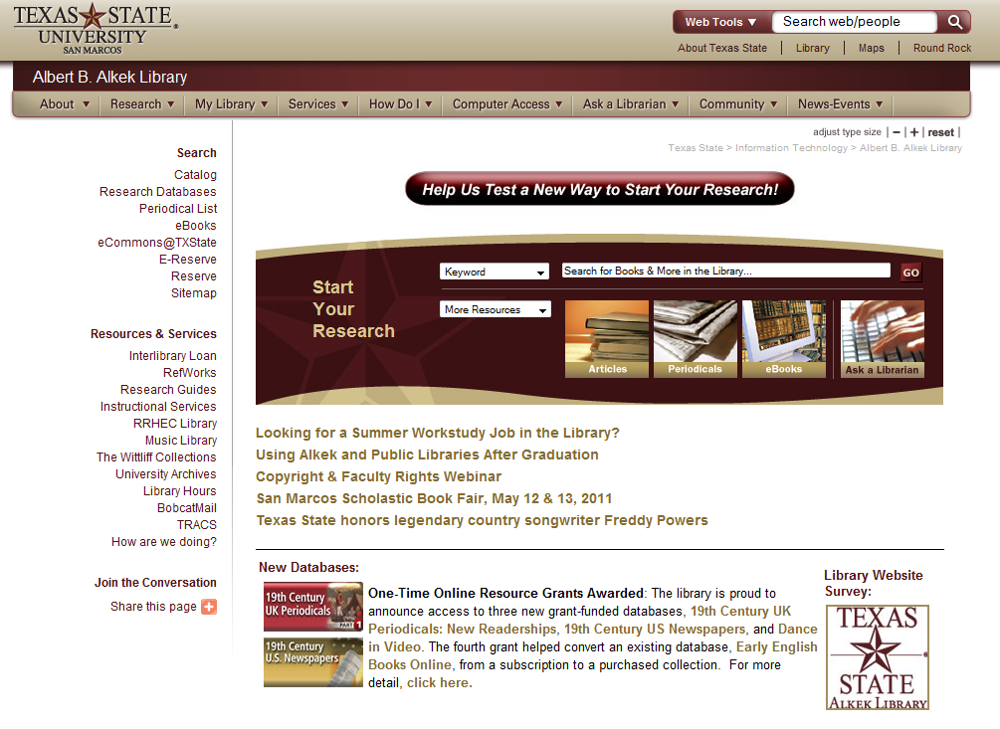 TEXAS STATE
UNIVERSITY
SAN MARCOS
Web Tools ▼
Search web/people
About Texas State | Library | Maps | Round Rock
Albert B. Alkek Library
About ▼ Research ▼ My Library ▼ Services ▼ How Do I ▼ Computer Access ▼ Ask a Librarian ▼ Community ▼ News-Events ▼
adjust type size | − | + | reset |
Texas State > Information Technology > Albert B. Alkek Library
Search
Catalog
Research Databases
Periodical List
eBooks
eCommons@TXState
E-Reserve
Reserve
Sitemap
Resources & Services
Interlibrary Loan
RefWorks
Research Guides
Instructional Services
RRHEC Library
Music Library
The Wittliff Collections
University Archives
Library Hours
BobcatMail
TRACS
How are we doing?
Join the Conversation
Share this page
Help Us Test a New Way to Start Your Research!
Start
Your
Research
Keyword
Search for Books & More in the Library...
GO
More Resources
Articles
Periodicals
eBooks
Ask a Librarian
Looking for a Summer Workstudy Job in the Library?
Using Alkek and Public Libraries After Graduation
Copyright & Faculty Rights Webinar
San Marcos Scholastic Book Fair, May 12 & 13, 2011
Texas State honors legendary country songwriter Freddy Powers
New Databases:
19th Century
UK Periodicals
PART 1
19th Century
U.S. Newspapers
One-Time Online Resource Grants Awarded: The library is proud to
announce access to three new grant-funded databases, 19th Century UK
Periodicals: New Readerships, 19th Century US Newspapers, and Dance
in Video. The fourth grant helped convert an existing database, Early English
Books Online, from a subscription to a purchased collection. For more
detail, click here.
Library Website
Survey:
TEXAS
STATE
ALKEK LIBRARY